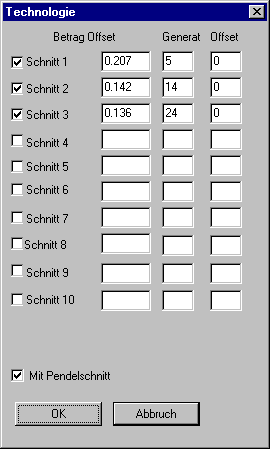 Technologie
Betrag Offset Generat Offset
Schnitt 1 0.207 5 0
Schnitt 2 0.142 14 0
Schnitt 3 0.136 24 0
Schnitt 4
Schnitt 5
Schnitt 6
Schnitt 7
Schnitt 8
Schnitt 9
Schnitt 10
Mit Pendelschnitt
OK Abbruch